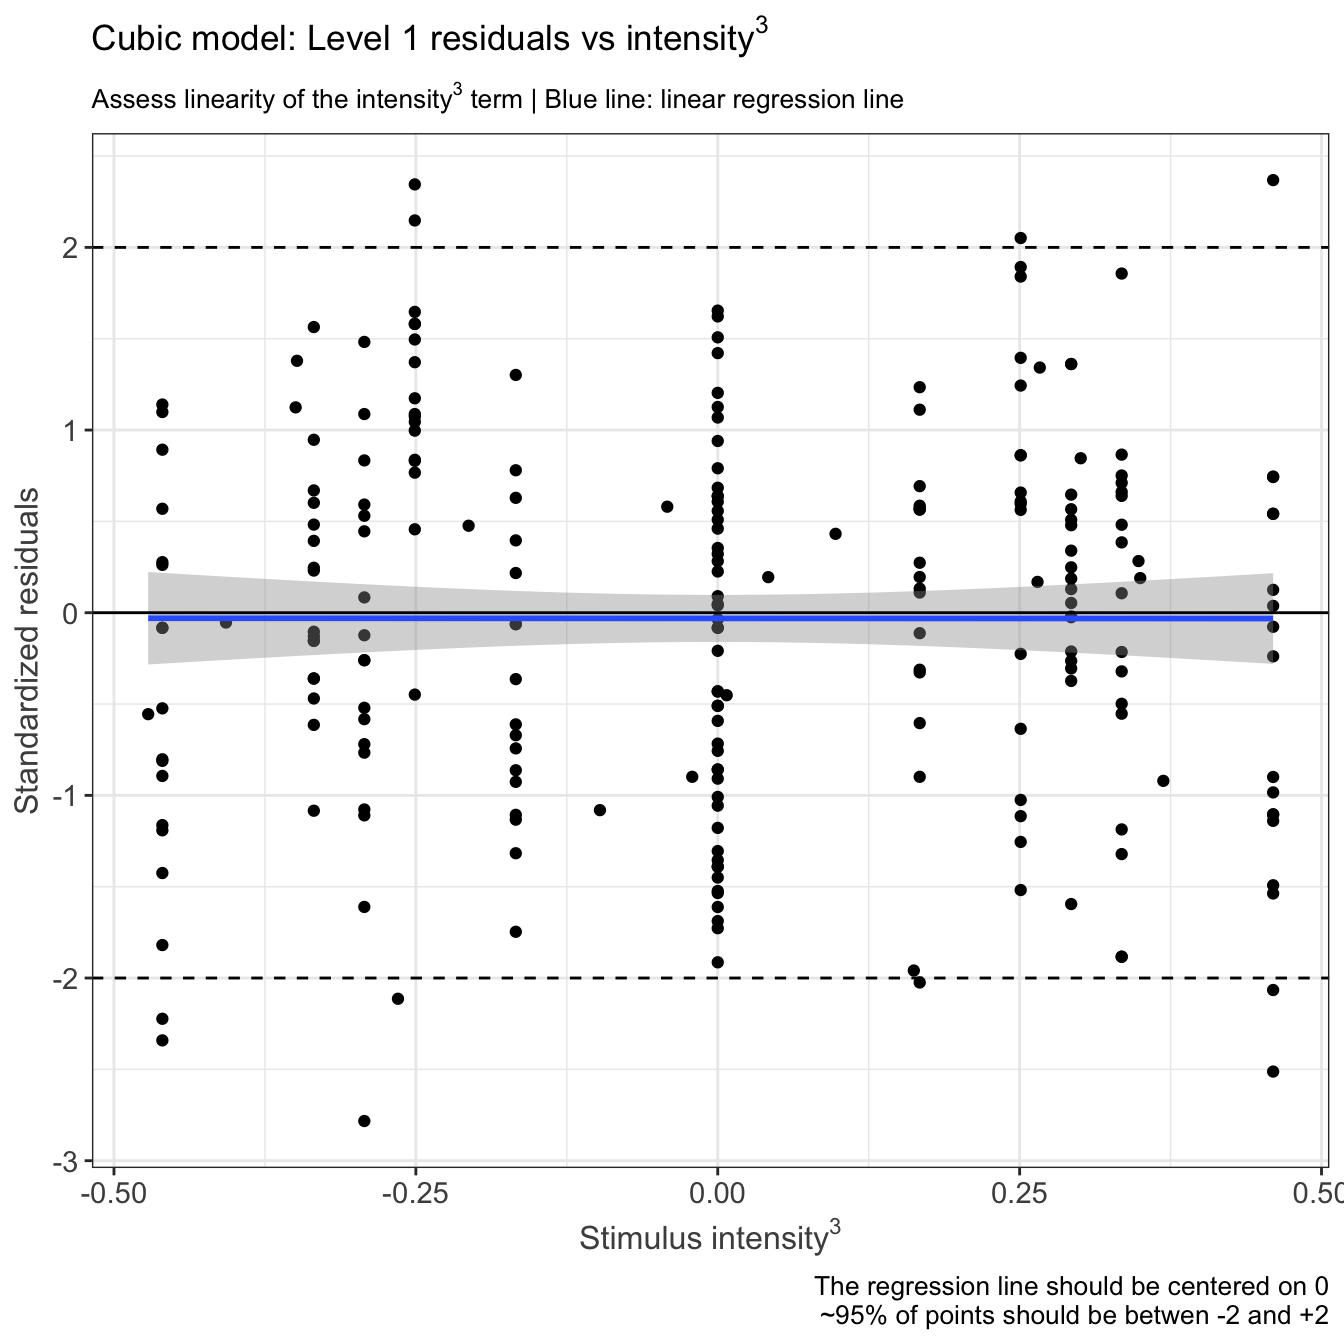 Cubic model: Level 1 residuals vs intensity³
Assess linearity of the intensity³ term | Blue line: linear regression line
Standardized residuals
2
1
0
-1
-2
-3
-0.50 -0.25 0.00 0.25 0.50
Stimulus intensity³
The regression line should be centered on 0
~95% of points should be betwen -2 and +2